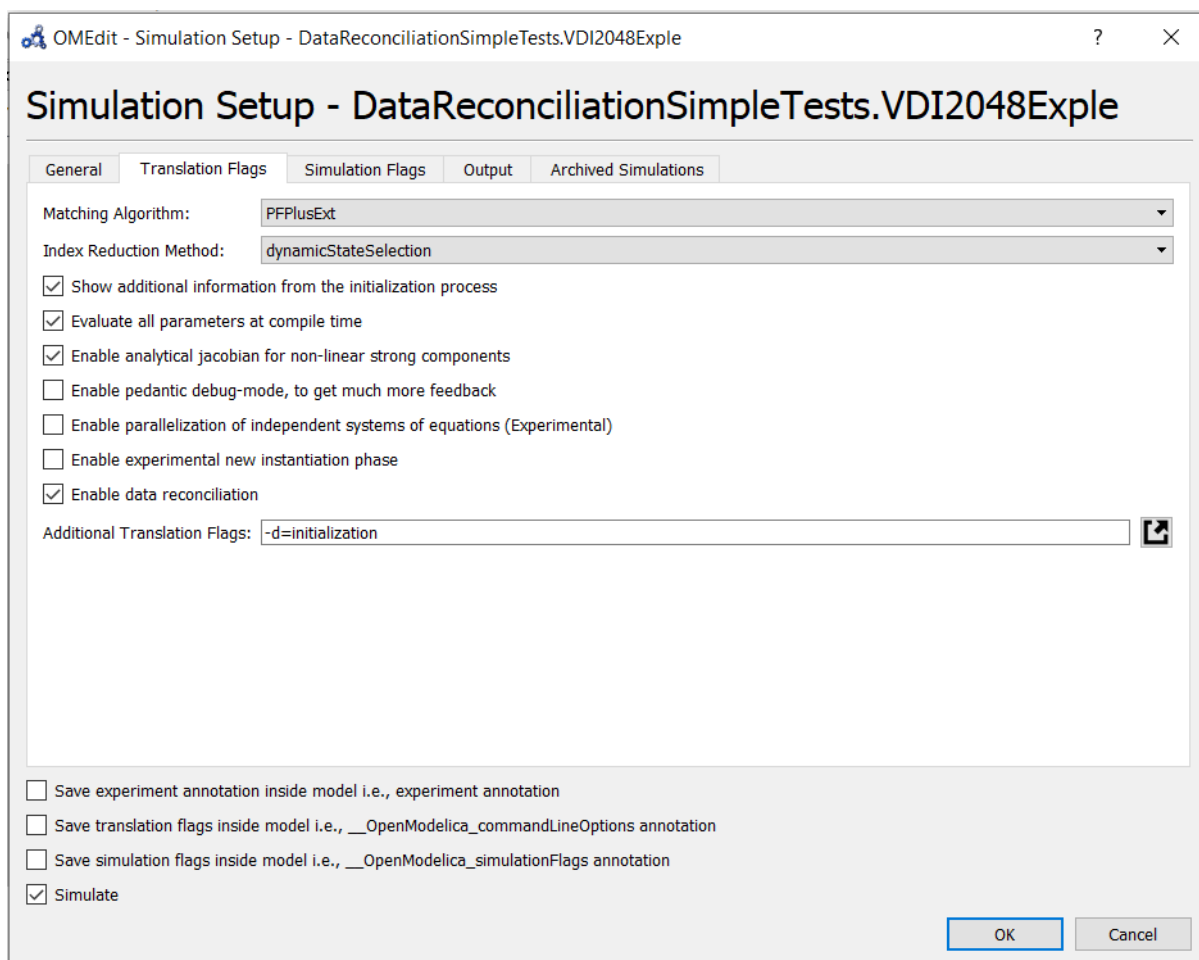 OMEdit - Simulation Setup - DataReconciliationSimpleTests.VDI2048Exple ?
Simulation Setup - DataReconciliationSimpleTests.VDI2048Exple
General Translation Flags Simulation Flags Output Archived Simulations
Matching Algorithm: PFPlusExt
Index Reduction Method: dynamicStateSelection
Show additional information from the initialization process
Evaluate all parameters at compile time
Enable analytical jacobian for non-linear strong components
Enable pedantic debug-mode, to get much more feedback
Enable parallelization of independent systems of equations (Experimental)
Enable experimental new instantiation phase
Enable data reconciliation
Additional Translation Flags: -d=initialization
Save experiment annotation inside model i.e., experiment annotation
Save translation flags inside model i.e., __OpenModelica_commandLineOptions annotation
Save simulation flags inside model i.e., __OpenModelica_simulationFlags annotation
Simulate
OK Cancel